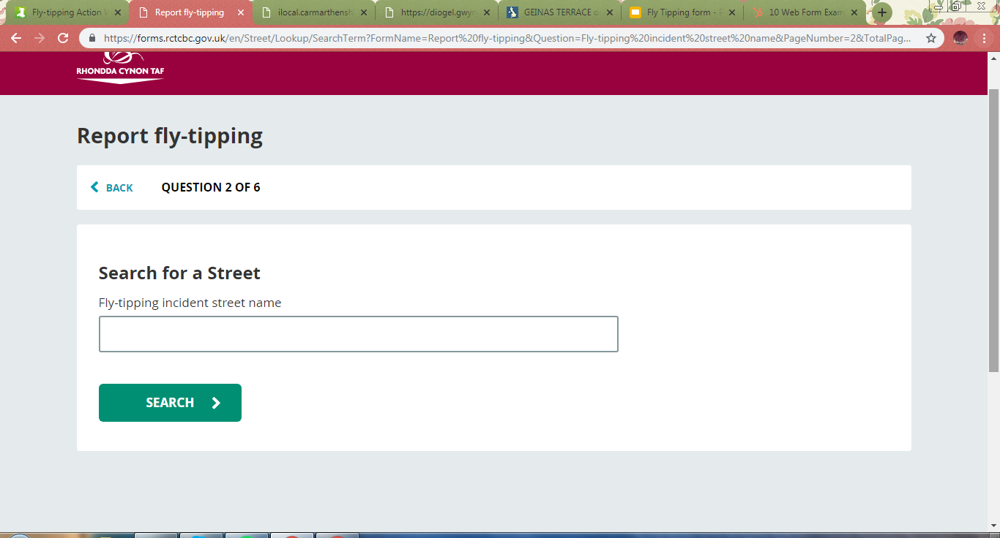 Fly-tipping Action W
Report fly-tipping
ilocal.carmarthensh
https://diogel.gwyn
GEINAS TERRACE o
Fly Tipping form - R
10 Web Form Exam
https://forms.rctcbc.gov.uk/en/Street/Lookup/SearchTerm?FormName=Report%20fly-tipping&Question=Fly-tipping%20incident%20street%20name&PageNumber=2&TotalPag...
RHONDDA CYNON TAF
Report fly-tipping
BACK
QUESTION 2 OF 6
Search for a Street
Fly-tipping incident street name
SEARCH